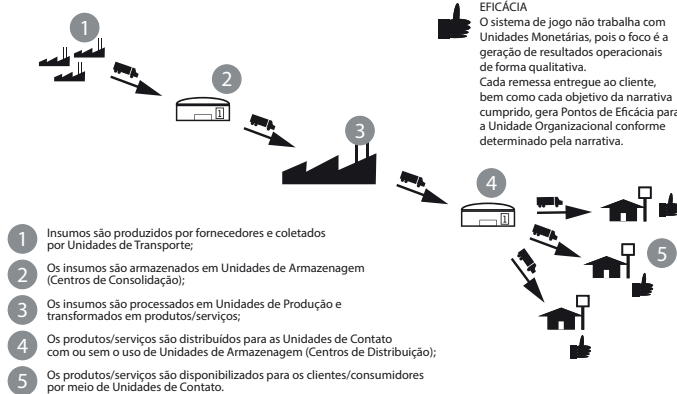 EFICÁCIA
O sistema de jogo não trabalha com
Unidades Monetárias, pois o foco é a
geração de resultados operacionais
de forma qualitativa.
Cada remessa entregue ao cliente,
bem como cada objetivo da narrativa
cumprido, gera Pontos de Eficácia para
a Unidade Organizacional conforme
determinado pela narrativa.
1
2
1
3
4
1
5
1 Insumos são produzidos por fornecedores e coletados
por Unidades de Transporte;
2 Os insumos são armazenados em Unidades de Armazenagem
(Centros de Consolidação);
3 Os insumos são processados em Unidades de Produção e
transformados em produtos/serviços;
4 Os produtos/serviços são distribuídos para as Unidades de Contato
com ou sem o uso de Unidades de Armazenagem (Centros de Distribuição);
5 Os produtos/serviços são disponibilizados para os clientes/consumidores
por meio de Unidades de Contato.